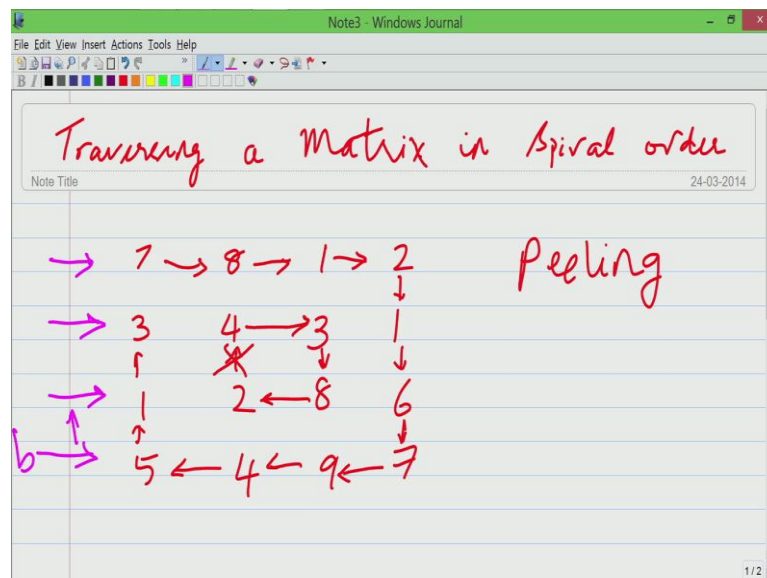 Note3 - Windows Journal
File Edit View Insert Actions Tools Help
B I
Traversing a Matrix in Spiral order
Note Title
24-03-2014
→ 7 → 8 → 1 → 2 Peeling
→ 3 4 → 3 1
→ 1 2 ← 8 6
b → 5 ← 4 ← 9 ← 7
1 / 2